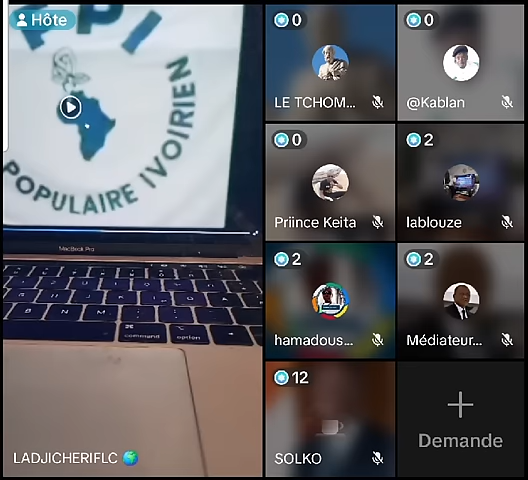 Hôte
FPI
POPULAIRE IVOIRIEN
MacBook Pro
command
option
LADJICHERIFLC
0
LE TCHOM...
0
@Kablan
0
Priince Keita
2
lablouze
2
hamadous...
2
Médiateur...
12
SOLKO
Demande